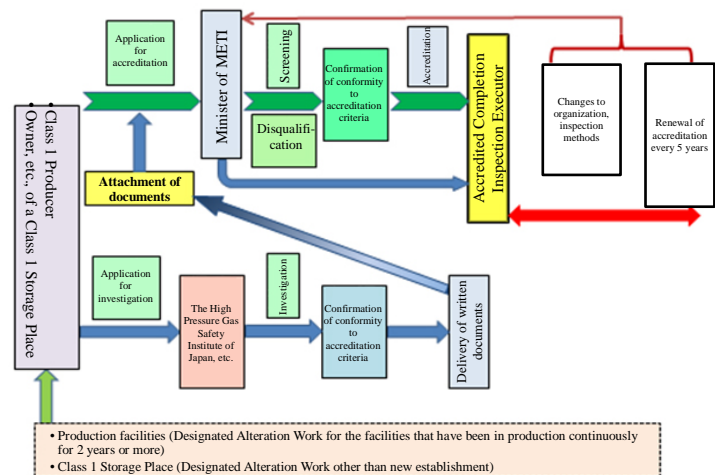 Application
for
accreditation
Minister of METI
Screening
Disqualifi-
cation
Confirmation
of conformity
to
accreditation
criteria
Accreditation
Accredited Completion
Inspection Executor
Changes to
organization,
inspection
methods
Renewal of
accreditation
every 5 years
• Class 1 Producer
• Owner, etc., of a Class 1 Storage Place
Attachment of
documents
Application
for
investigation
The High
Pressure Gas
Safety
Institute of
Japan, etc.
Investigation
Confirmation
of conformity
to
accreditation
criteria
Delivery of written
documents
• Production facilities (Designated Alteration Work for the facilities that have been in production continuously
for 2 years or more)
• Class 1 Storage Place (Designated Alteration Work other than new establishment)